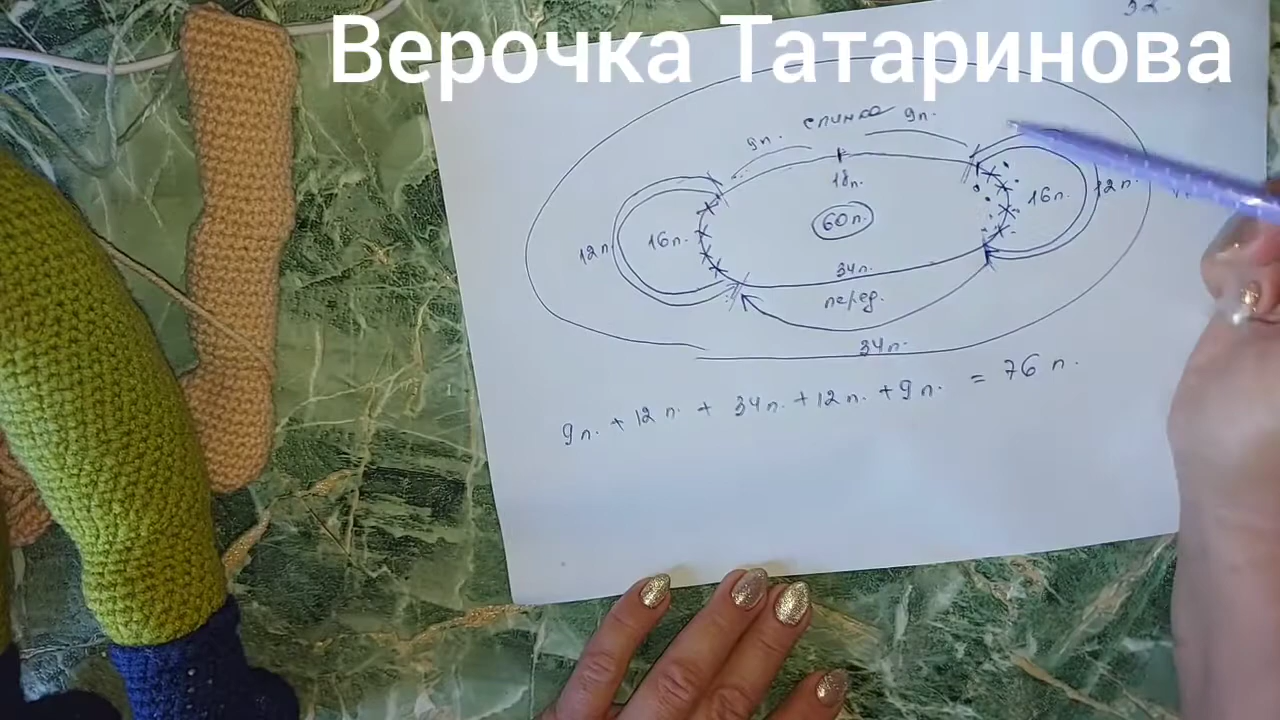 Верочка Татаринова
спинка
9п.
9п.
18п.
60п.
16п.
12п
16п.
12п.
34п.
перед.
34п.
9п. + 12п. + 34п. + 12п. + 9п. = 76 п.